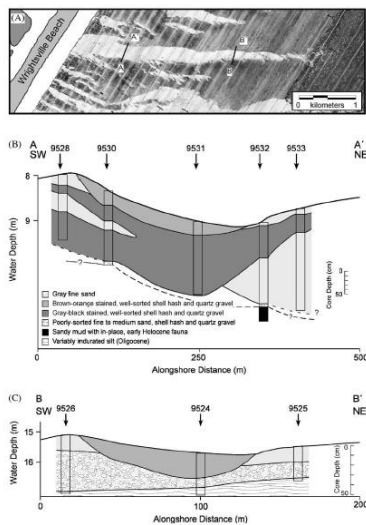 (A)
Wrightsville Beach
A'
A
B'
B
0 1
kilometers
(B) A A'
SW NE
9528 9530 9531 9532 9533
8
9
Water Depth (m)
?
?
?
0
50
Core Depth (cm)
Gray fine sand
Brown-orange stained, well-sorted shell hash and quartz gravel
Gray-black stained, well-sorted shell hash and quartz gravel
Poorly-sorted fine to medium sand, shell hash and quartz gravel
Sandy mud with in-place, early Holocene fauna
Variably indurated silt (Oligocene)
0 250 500
Alongshore Distance (m)
(C) B B'
SW NE
9526 9524 9525
15
16
Water Depth (m)
0
50
Core Depth (cm)
0 100 200
Alongshore Distance (m)